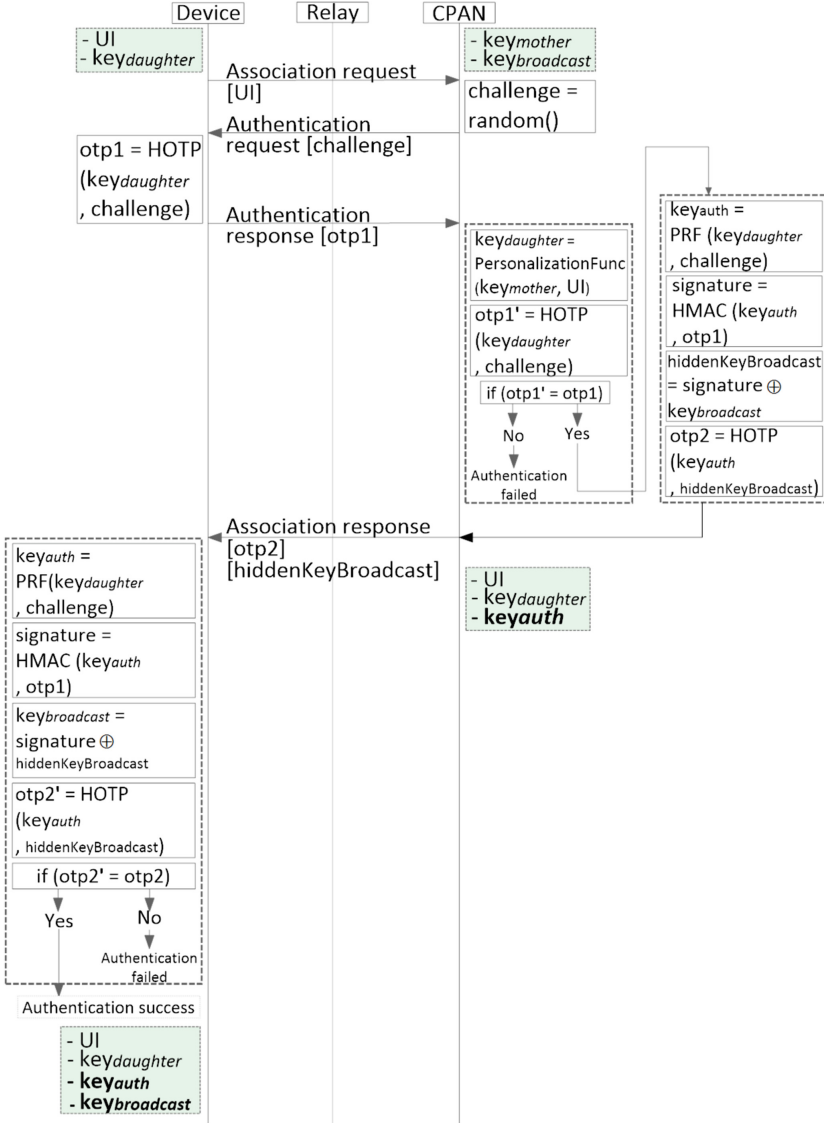 Device
Relay
CPAN
- UI
- keydaughter
- keymother
- keybroadcast
Association request
[UI]
challenge =
random()
Authentication
request [challenge]
otp1 = HOTP
(keydaughter
, challenge)
Authentication
response [otp1]
keydaughter =
PersonalizationFunc
(keymother, UI)
otp1' = HOTP
(keydaughter
, challenge)
if (otp1' = otp1)
No
Yes
Authentication
failed
keyauth =
PRF (keydaughter
, challenge)
signature =
HMAC (keyauth
, otp1)
hiddenKeyBroadcast
= signature ⊕
keybroadcast
otp2 = HOTP
(keyauth
, hiddenKeyBroadcast)
Association response
[otp2]
[hiddenKeyBroadcast]
- UI
- keydaughter
- keyauth
keyauth =
PRF(keydaughter
, challenge)
signature =
HMAC (keyauth
, otp1)
keybroadcast =
signature ⊕
hiddenKeyBroadcast
otp2' = HOTP
(keyauth
, hiddenKeyBroadcast)
if (otp2' = otp2)
Yes
No
Authentication
failed
Authentication success
- UI
- keydaughter
- keyauth
- keybroadcast